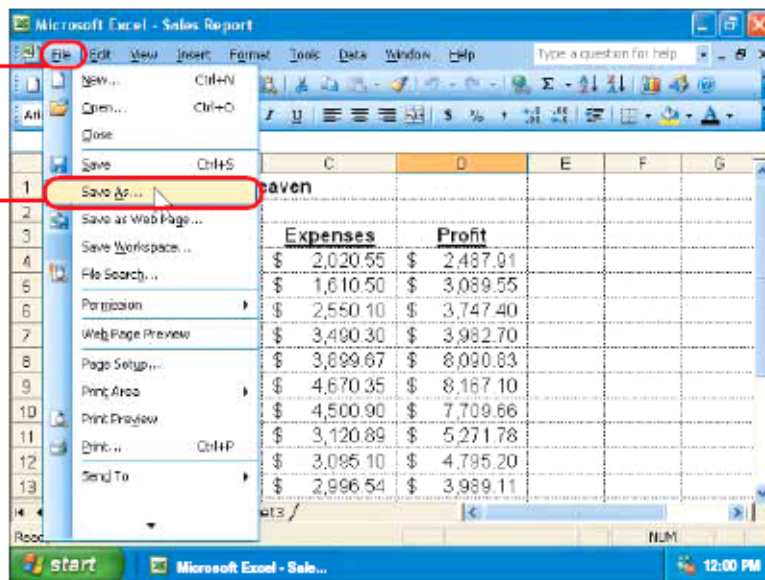 Microsoft Excel - Sales Report
File Edit View Insert Format Tools Data Window Help Type a question for help
New... Ctrl+N
Open... Ctrl+O
Close
Save Ctrl+S
Save As...
Save as Web Page...
Save Workspace...
File Search...
Permission
Web Page Preview
Page Setup...
Print Area
Print Preview
Print... Ctrl+P
Send To
I U $ % ,
C D E F G
1 eaven
2
3 Expenses Profit
4 $ 2,020.55 $ 2,487.91
5 $ 1,610.50 $ 3,089.55
6 $ 2,550.10 $ 3,747.40
7 $ 3,490.30 $ 3,982.70
8 $ 3,899.67 $ 8,090.83
9 $ 4,670.35 $ 8,167.10
10 $ 4,500.90 $ 7,709.66
11 $ 3,120.89 $ 5,271.78
12 $ 3,095.10 $ 4,795.20
13 $ 2,996.54 $ 3,989.11
et3
NUM
start Microsoft Excel - Sale... 12:00 PM